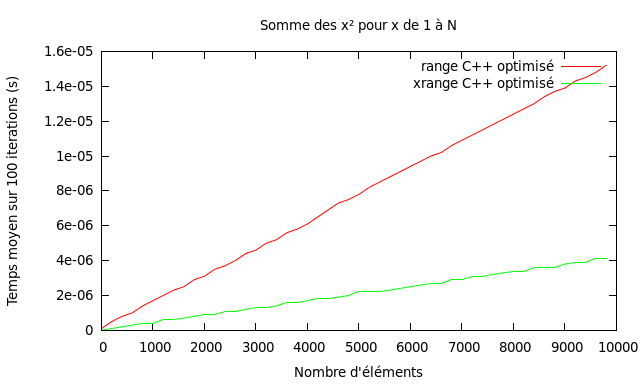 Somme des x² pour x de 1 à N
Temps moyen sur 100 iterations (s)
1.6e-05
1.4e-05
1.2e-05
1e-05
8e-06
6e-06
4e-06
2e-06
0
range C++ optimisé
xrange C++ optimisé
0 1000 2000 3000 4000 5000 6000 7000 8000 9000 10000
Nombre d'éléments